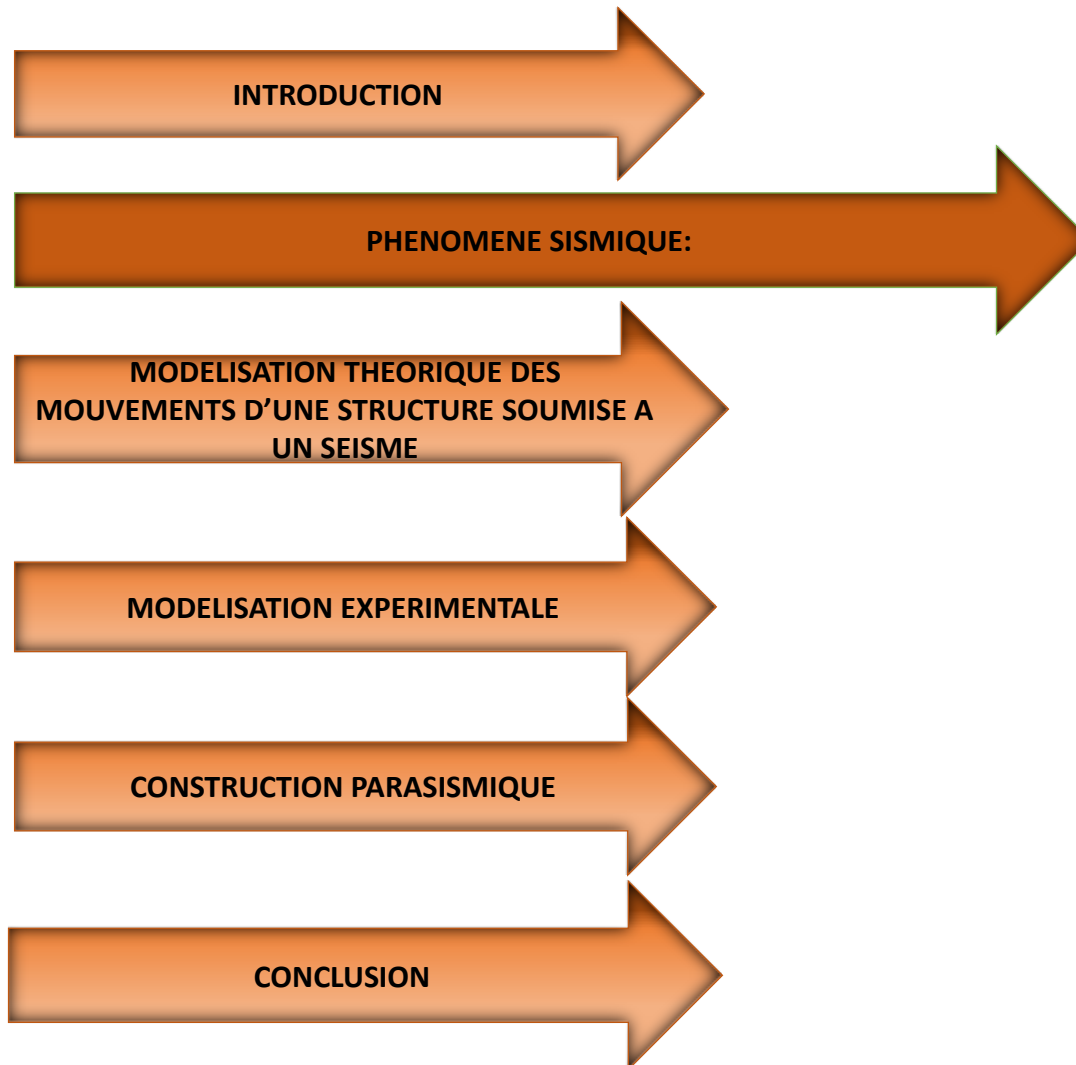 INTRODUCTION
PHENOMENE SISMIQUE:
MODELISATION THEORIQUE DES
MOUVEMENTS D’UNE STRUCTURE SOUMISE A
UN SEISME
MODELISATION EXPERIMENTALE
CONSTRUCTION PARASISMIQUE
CONCLUSION